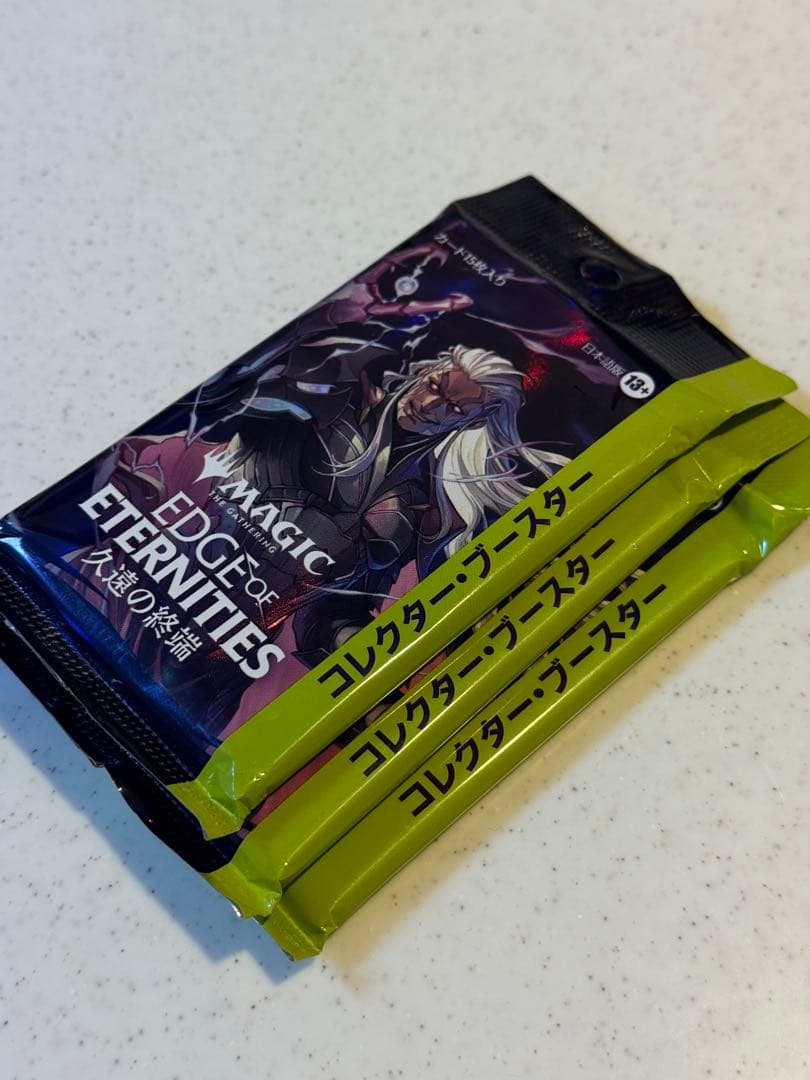 カード15枚入り
日本語版 13+
MAGIC
THE GATHERING
EDGE OF
ETERNITIES
久遠の終端
コレクター・ブースター
コレクター・ブースター
コレクター・ブースター